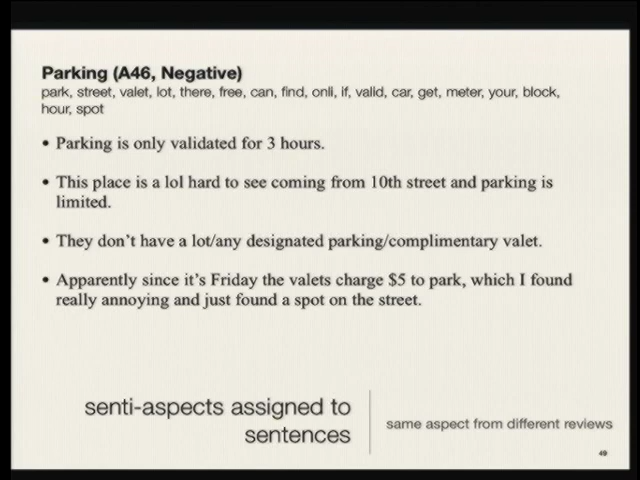 Parking (A46, Negative)
park, street, valet, lot, there, free, can, find, onli, if, valid, car, get, meter, your, block,
hour, spot
• Parking is only validated for 3 hours.
• This place is a lol hard to see coming from 10th street and parking is
limited.
• They don't have a lot/any designated parking/complimentary valet.
• Apparently since it's Friday the valets charge $5 to park, which I found
really annoying and just found a spot on the street.
senti-aspects assigned to
sentences
same aspect from different reviews
49